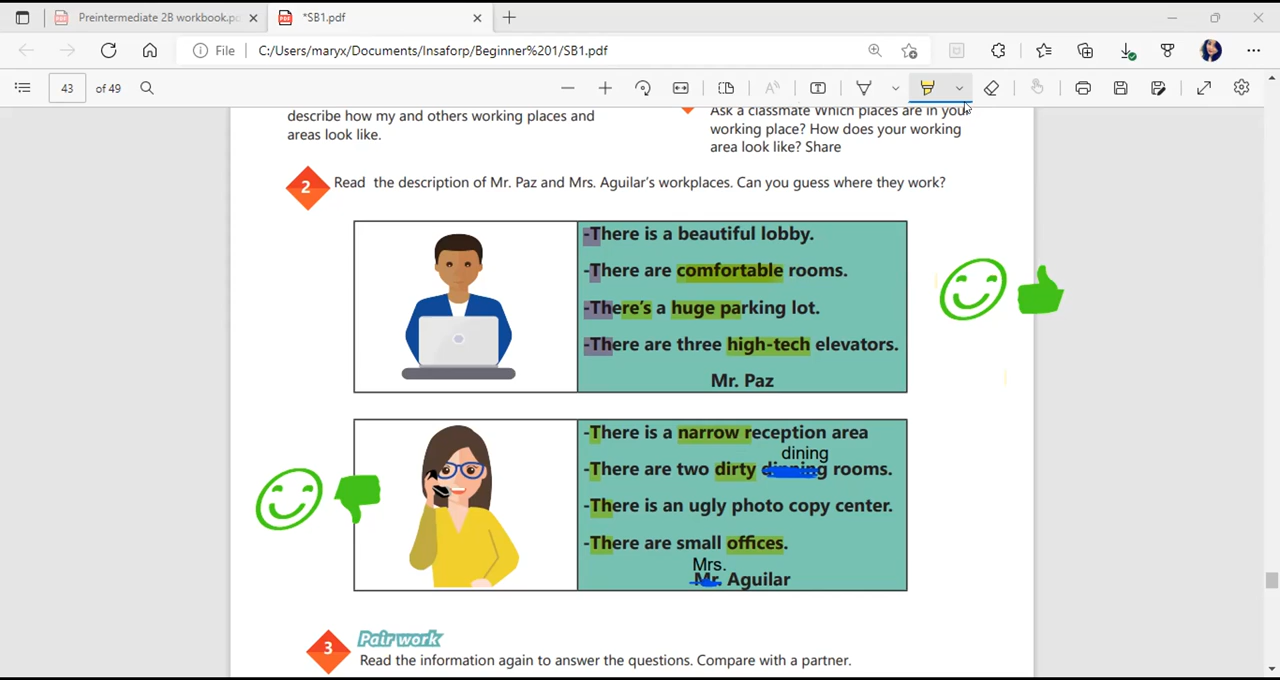 Preintermediate 2B workbook.p
*SB1.pdf
File
C:/Users/maryx/Documents/Insaforp/Beginner%201/SB1.pdf
43
of 49
describe how my and others working places and
areas look like.
Ask a classmate Which places are in your
working place? How does your working
area look like? Share
2
Read the description of Mr. Paz and Mrs. Aguilar's workplaces. Can you guess where they work?
-There is a beautiful lobby.
-There are comfortable rooms.
-There's a huge parking lot.
-There are three high-tech elevators.
Mr. Paz
-There is a narrow reception area
dining
-There are two dirty dinning rooms.
-There is an ugly photo copy center.
-There are small offices.
Mrs.
Mr. Aguilar
3
Pair work
Read the information again to answer the questions. Compare with a partner.